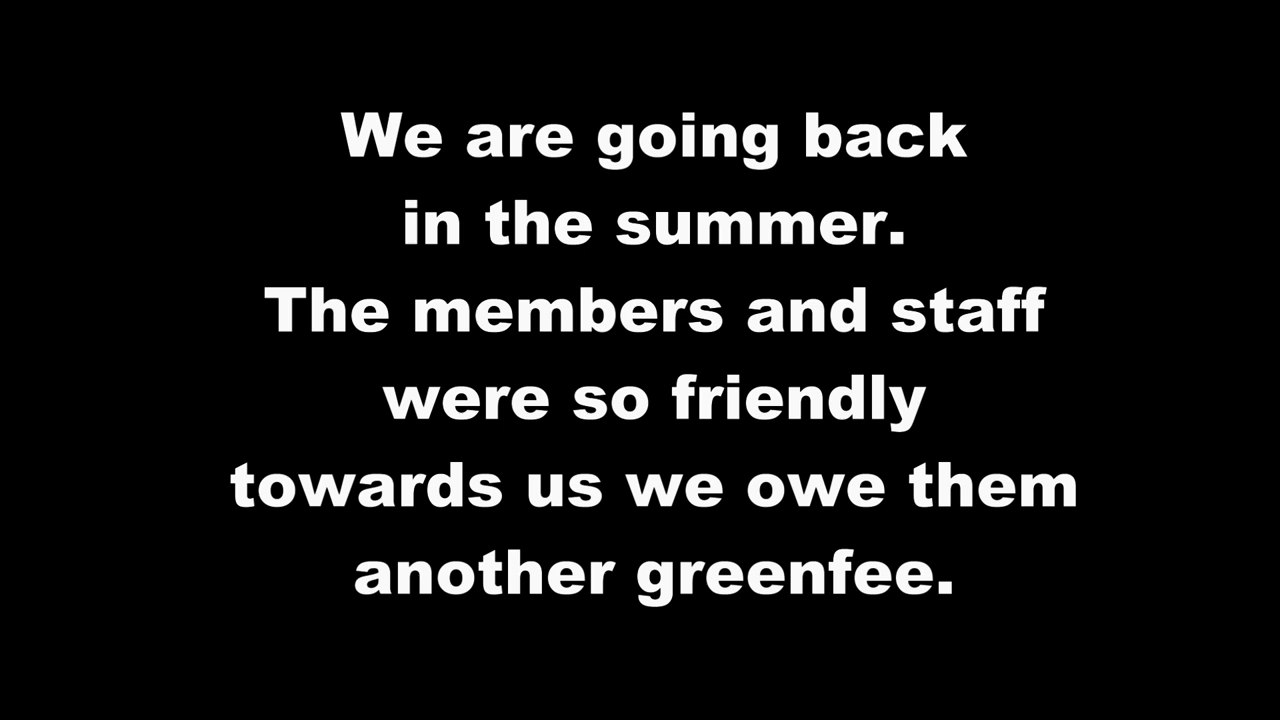 We are going back
in the summer.
The members and staff
were so friendly
towards us we owe them
another greenfee.